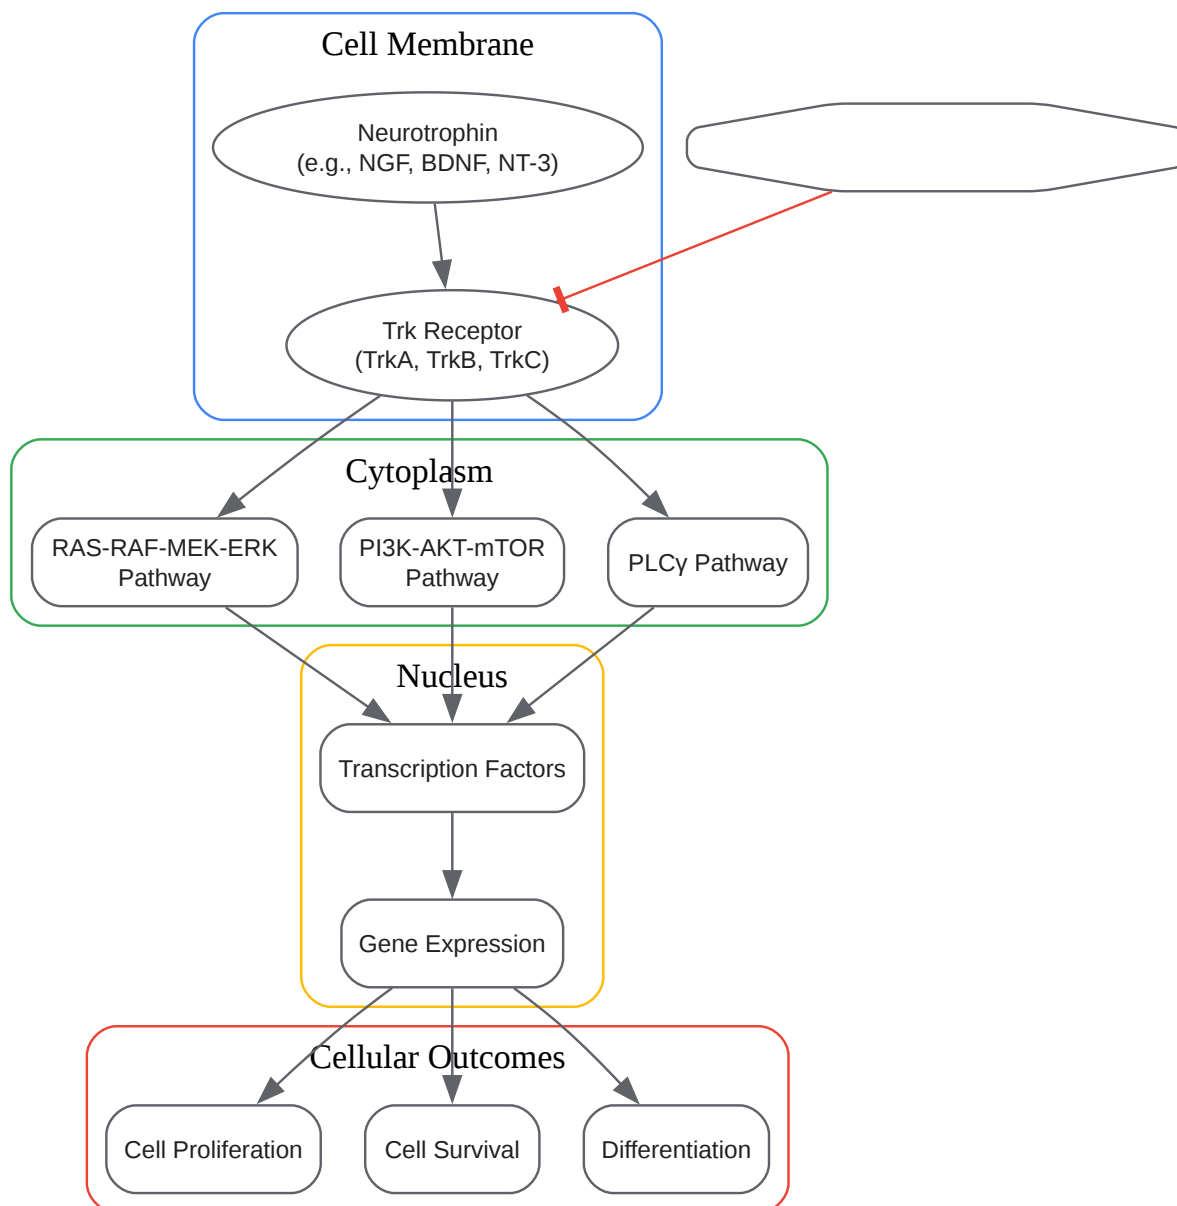 Cell Membrane
Neurotrophin
(e.g., NGF, BDNF, NT-3)
Trk Receptor
(TrkA, TrkB, TrkC)
Cytoplasm
RAS-RAF-MEK-ERK
Pathway
PI3K-AKT-mTOR
Pathway
PLCγ Pathway
Nucleus
Transcription Factors
Gene Expression
Cellular Outcomes
Cell Proliferation
Cell Survival
Differentiation